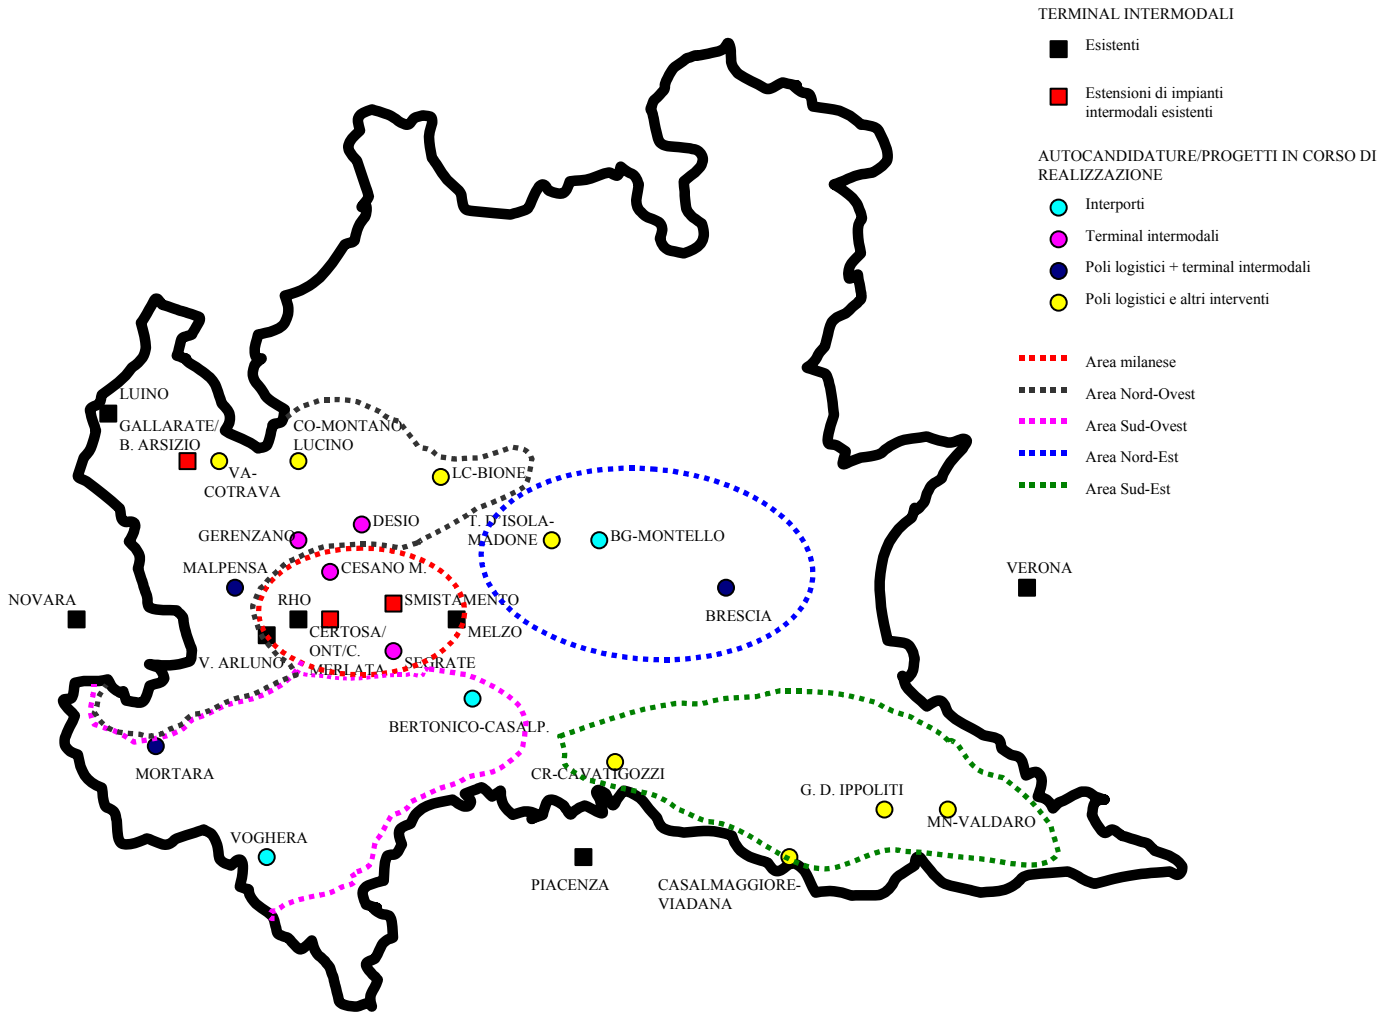 TERMINAL INTERMODALI
Esistenti
Estensioni di impianti
intermodali esistenti
AUTOCANDIDATURE/PROGETTI IN CORSO DI
REALIZZAZIONE
Interporti
Terminal intermodali
Poli logistici + terminal intermodali
Poli logistici e altri interventi
Area milanese
Area Nord-Ovest
Area Sud-Ovest
Area Nord-Est
Area Sud-Est
LUINO
GALLARATE/
B. ARSIZIO
VA-
COTRAVA
CO-MONTANO
LUCINO
LC-BIONE
DESIO
GERENZANO
T. D'ISOLA-
MADONE
BG-MONTELLO
MALPENSA
CESANO M.
VERONA
NOVARA
RHO
SMISTAMENTO
BRESCIA
MELZO
CERTOSA/
ONT/C.
MERLATA
V. ARLUNO
SEGRATE
BERTONICO-CASALP.
MORTARA
CR-CAVATIGOZZI
G. D. IPPOLITI
MN-VALDARO
VOGHERA
PIACENZA
CASALMAGGIORE-
VIADANA